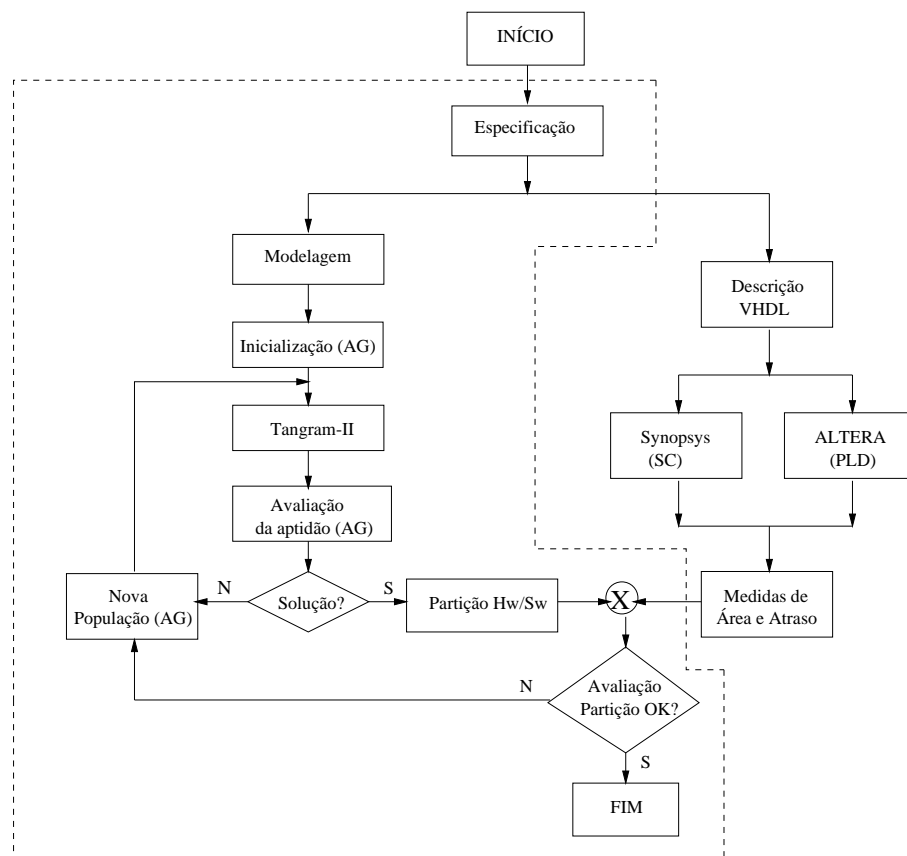 INÍCIO
Especificação
Modelagem
Descrição
VHDL
Inicialização (AG)
Tangram-II
Synopsys
(SC)
ALTERA
(PLD)
Avaliação
da aptidão (AG)
Nova
População (AG)
N
Solução?
S
Partição Hw/Sw
X
Medidas de
Área e Atraso
N
Avaliação
Partição OK?
S
FIM